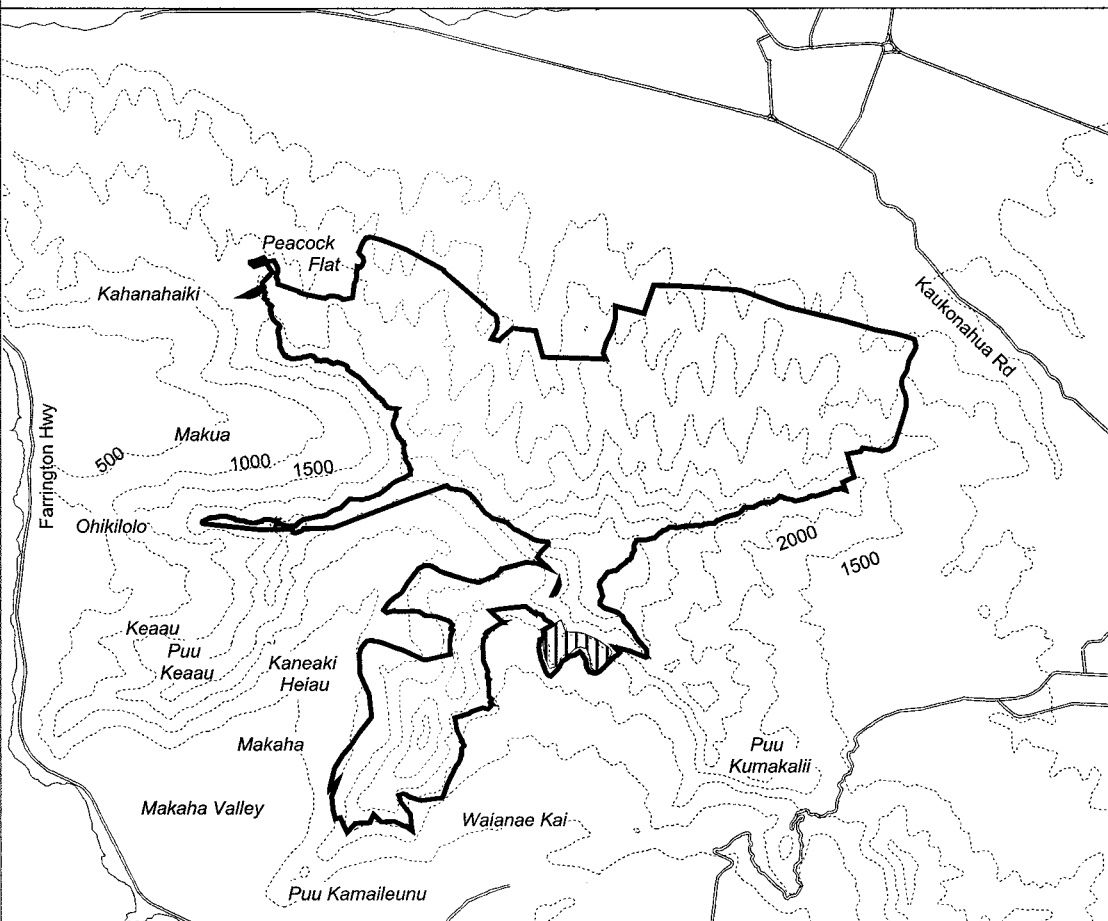 Peacock
Flat
Kahanahaiki
Kaukonahua Rd
Farrington Hwy
Makua
500
1000
1500
Ohikilolo
2000
1500
Keaau
Puu
Keaau
Kaneaki
Heiau
Makaha
Puu
Kumakalii
Makaha Valley
Waianae Kai
Puu Kamaileunu